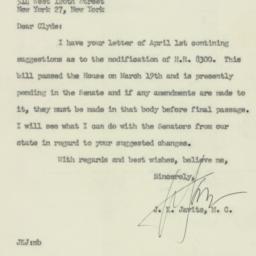 514 West 126th Street
New York 27, New York
Dear Clyde:
I have your letter of April 1st contining
suggestions as to the modification of H.R. 8300. This
bill passed the House on March 19th and is presently
pending in the Senate and if any amendments are made to
it, they must be made in that body before final passage.
I will see what I can do with the Senators from our
state in regard to your suggested changes.
With regards and best wishes, believe me,
Sincerely,
J. K. Javits, M. C.
JKJ:mb